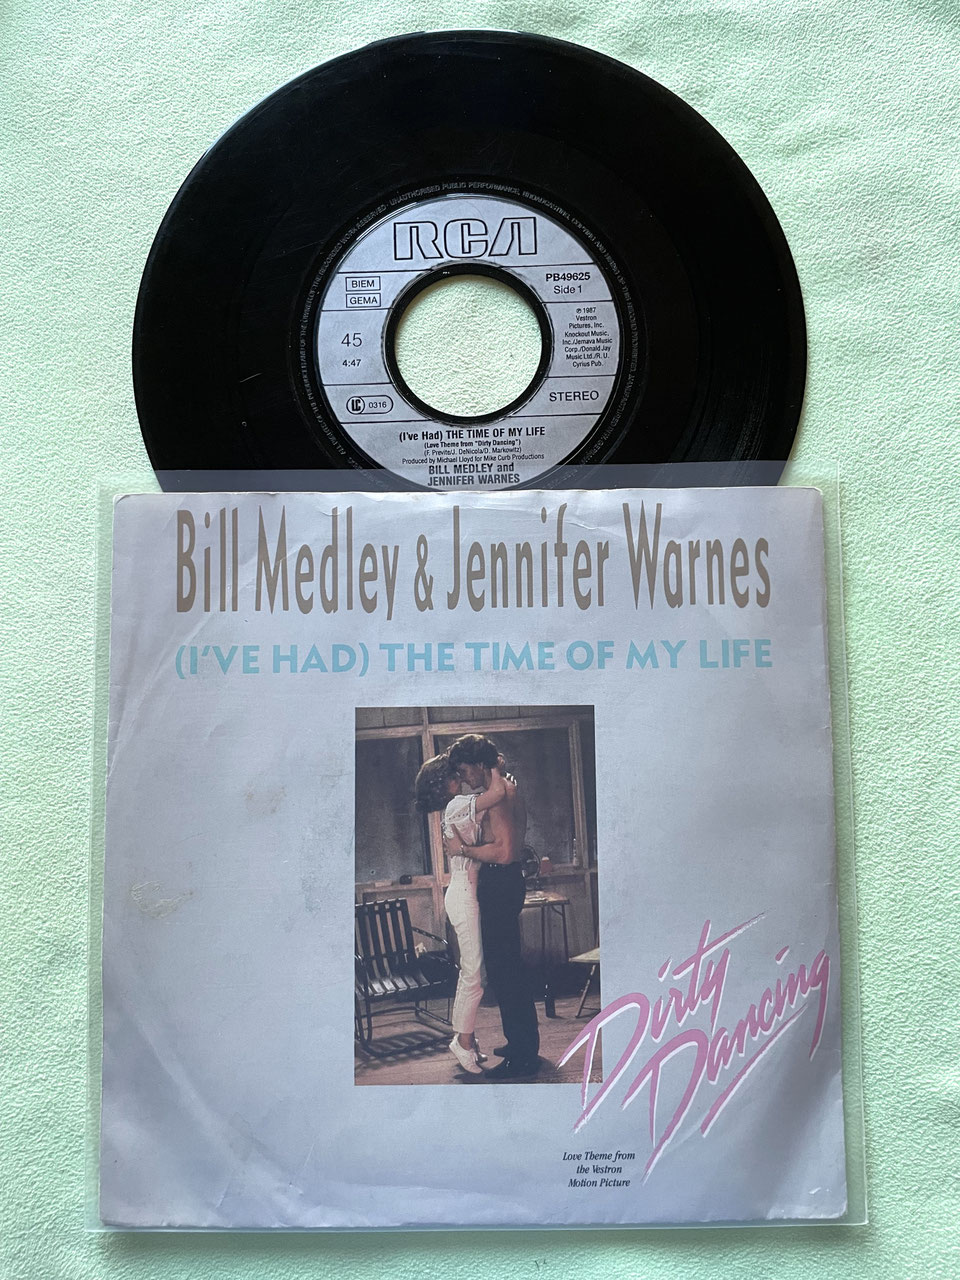 UNAUTHORISED PUBLIC PERFORMANCE, BROADCASTING,
RCA
BIEM
GEMA
45
4:47
LC 0316
PB49625
Side 1
℗ 1987
Vestron
Pictures, Inc.
Knockout Music,
Inc./Jemava Music
Corp./Donald Jay
Music Ltd./R. U.
Cyrius Pub.
STEREO
(I've Had) THE TIME OF MY LIFE
(Love Theme from "Dirty Dancing")
(F. Previte/J. DeNicola/D. Markowitz)
Produced by Michael Lloyd for Mike Curb Productions
BILL MEDLEY and
JENNIFER WARNES
Bill Medley & Jennifer Warnes
(I'VE HAD) THE TIME OF MY LIFE
Dirty
Dancing
Love Theme from
the Vestron
Motion Picture